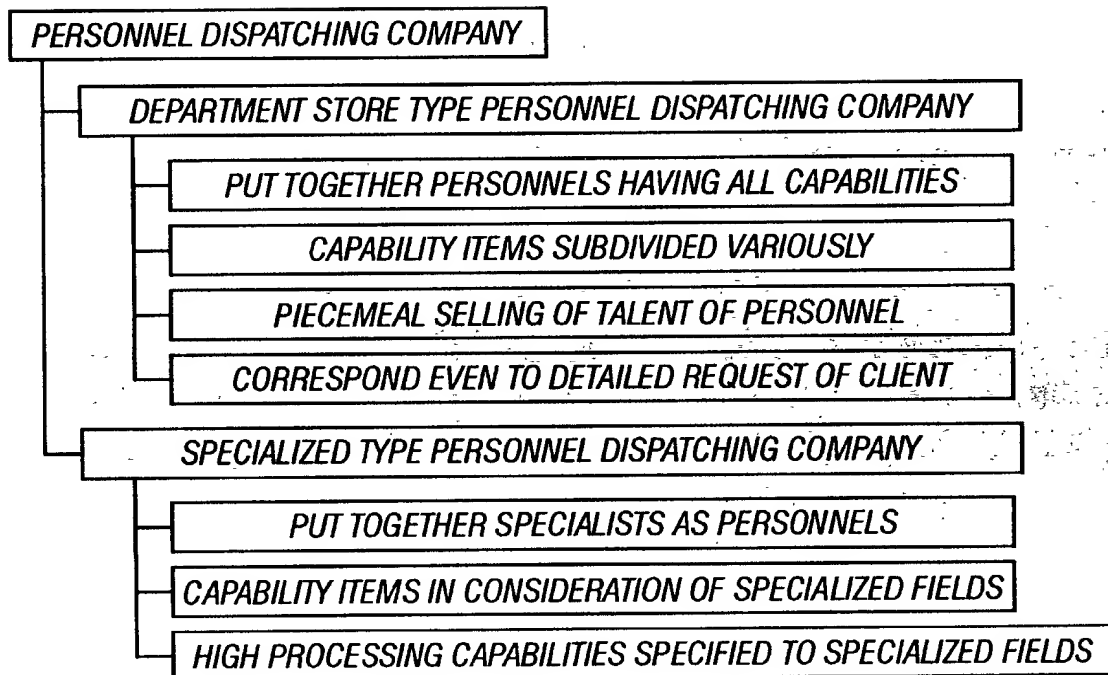 PERSONNEL DISPATCHING COMPANY
DEPARTMENT STORE TYPE PERSONNEL DISPATCHING COMPANY
PUT TOGETHER PERSONNELS HAVING ALL CAPABILITIES
CAPABILITY ITEMS SUBDIVIDED VARIOUSLY
PIECEMEAL SELLING OF TALENT OF PERSONNEL
CORRESPOND EVEN TO DETAILED REQUEST OF CLIENT
SPECIALIZED TYPE PERSONNEL DISPATCHING COMPANY
PUT TOGETHER SPECIALISTS AS PERSONNELS
CAPABILITY ITEMS IN CONSIDERATION OF SPECIALIZED FIELDS
HIGH PROCESSING CAPABILITIES SPECIFIED TO SPECIALIZED FIELDS